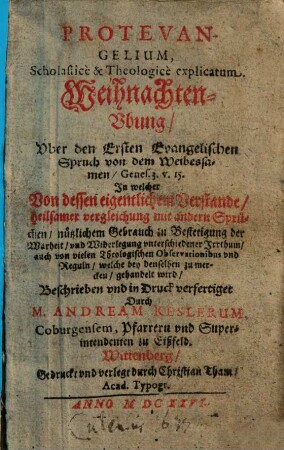 PROTEVAN-
GELIUM,
Scholasticè & Theologicè explicatum.
Weihnachten-
Vbung/
Vber den Ersten Evangelischen
Spruch von dem Weibessa-
men/ Genes. 3. v. 15.
In welcher
Von dessen eigentlichem Verstande/
heilsamer vergleichung mit andern Sprü-
chen/ nützlichem Gebrauch zu Bestetigung der
Warheit/ vnd Widerlegung vnterschiedener Irrthum/
auch von vielen Theologischen Observationibus vnd
Reguln/ welche bey denselben zu mer-
cken/ gehandelt wird/
Beschrieben vnd in Druck verfertiget
Durch
M. ANDREAM KESLERUM,
Coburgensem, Pfarrern vnd Super-
intendenten zu Eißfeld.
Wittenberg/
Gedruckt vnd verlegt durch Christian Tham/
Acad. Typogr.
ANNO M DC XXVI.